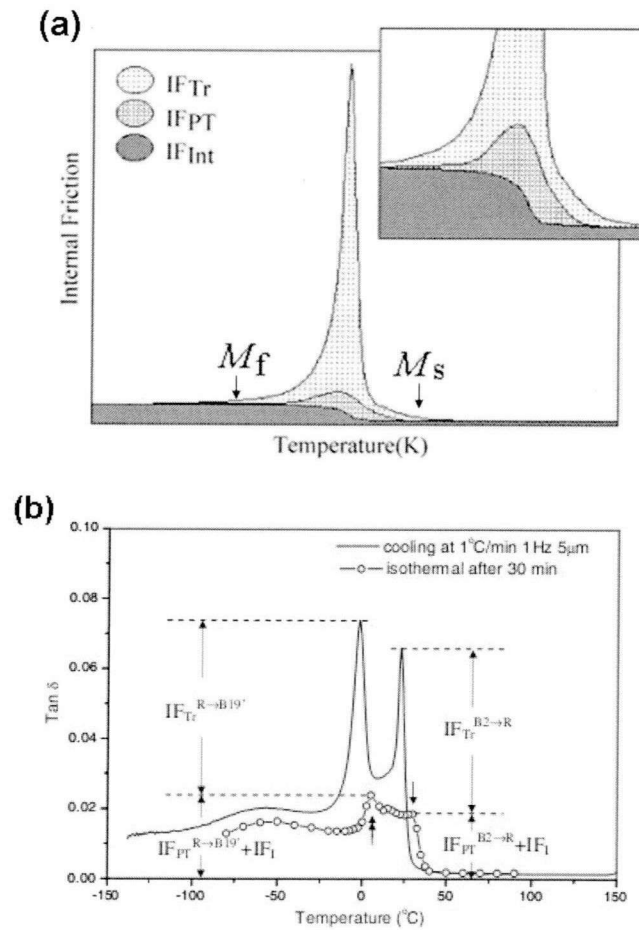 (a)
IF_Tr
IF_PT
IF_Int
Internal Friction
M_f
M_s
Temperature(K)
(b)
0.10
0.08
0.06
0.04
0.02
0.00
Tan δ
cooling at 1°C/min 1Hz 5μm
isothermal after 30 min
IF_Tr^R→B19′
IF_Tr^B2→R
IF_PT^R→B19′+IF_I
IF_PT^B2→R+IF_I
-150 -100 -50 0 50 100 150
Temperature (°C)